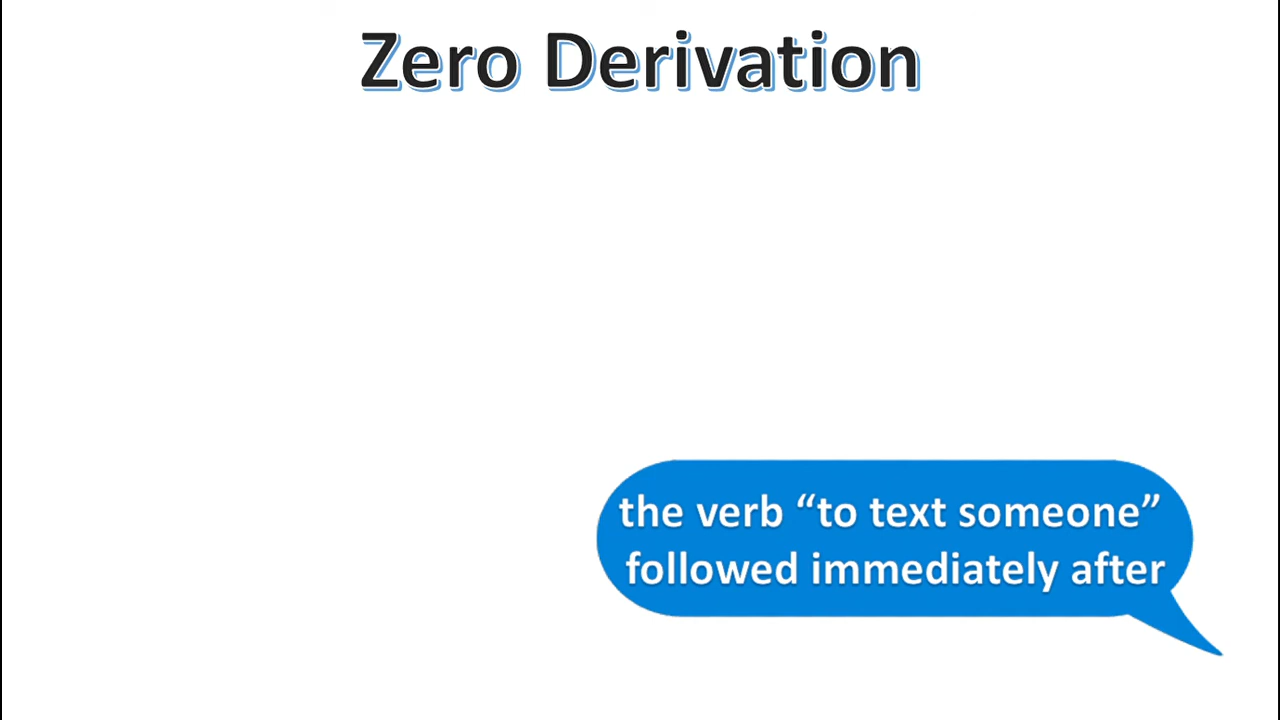 Zero Derivation
the verb “to text someone”
followed immediately after